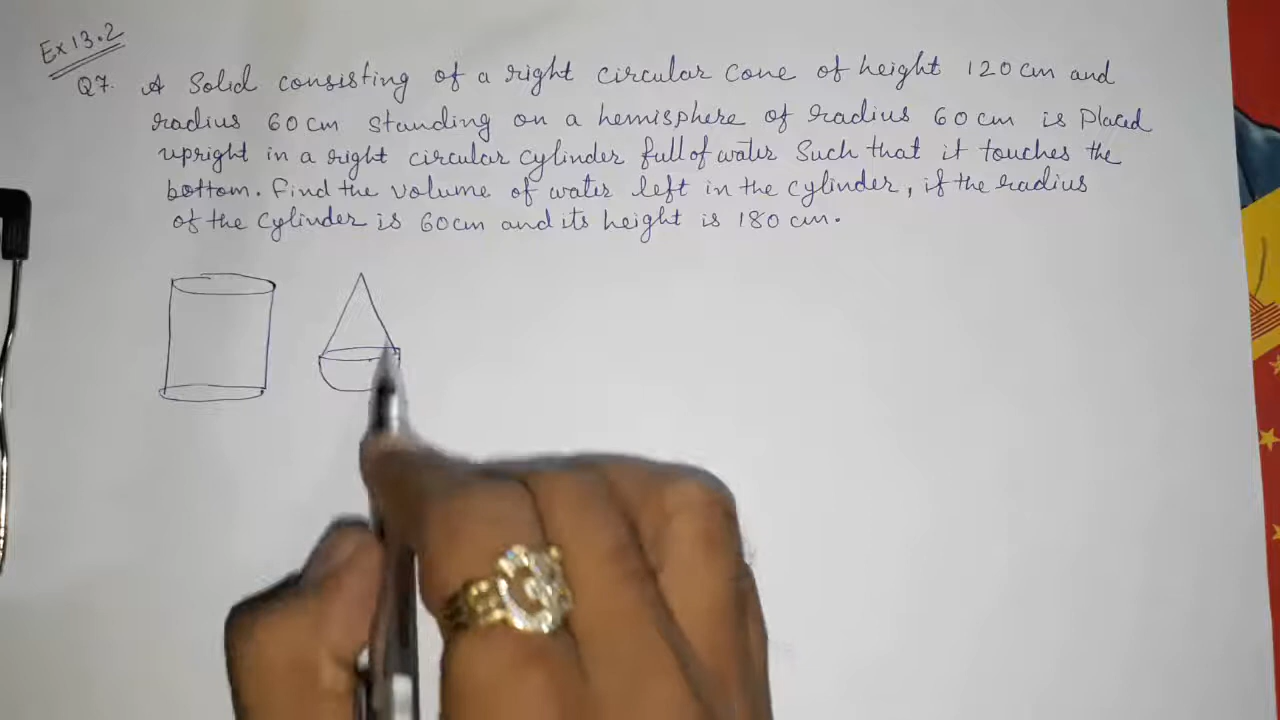 Ex 13.2
Q7. A Solid consisting of a right circular cone of height 120 cm and
radius 60 cm standing on a hemisphere of radius 60 cm is Placed
upright in a right circular cylinder full of water Such that it touches the
bottom. Find the volume of water left in the cylinder, if the radius
of the cylinder is 60 cm and its height is 180 cm.